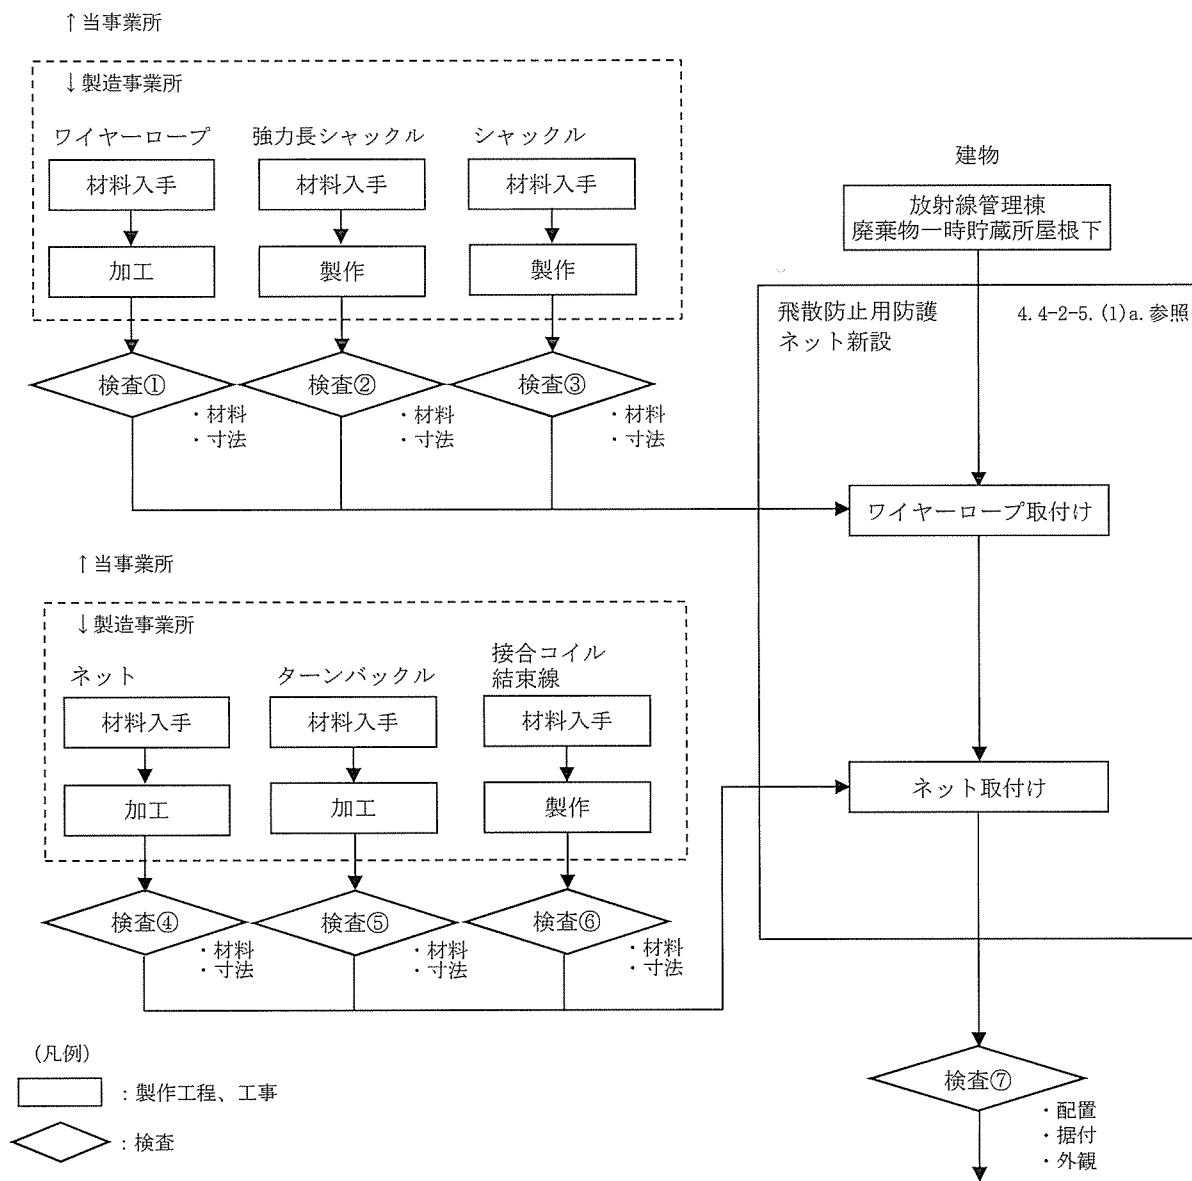 ↑当事業所
↓製造事業所
ワイヤーロープ
強力長シャックル
シャックル
材料入手
材料入手
材料入手
加工
製作
製作
検査①
検査②
検査③
・材料
・寸法
・材料
・寸法
・材料
・寸法
建物
放射線管理棟
廃棄物一時貯蔵所屋根下
飛散防止用防護
ネット新設
4.4-2-5.(1)a.参照
ワイヤーロープ取付け
↑当事業所
↓製造事業所
ネット
ターンバックル
接合コイル
結束線
材料入手
材料入手
材料入手
加工
加工
製作
ネット取付け
検査④
検査⑤
検査⑥
・材料
・寸法
・材料
・寸法
・材料
・寸法
検査⑦
・配置
・据付
・外観
(凡例)
：製作工程、工事
：検査